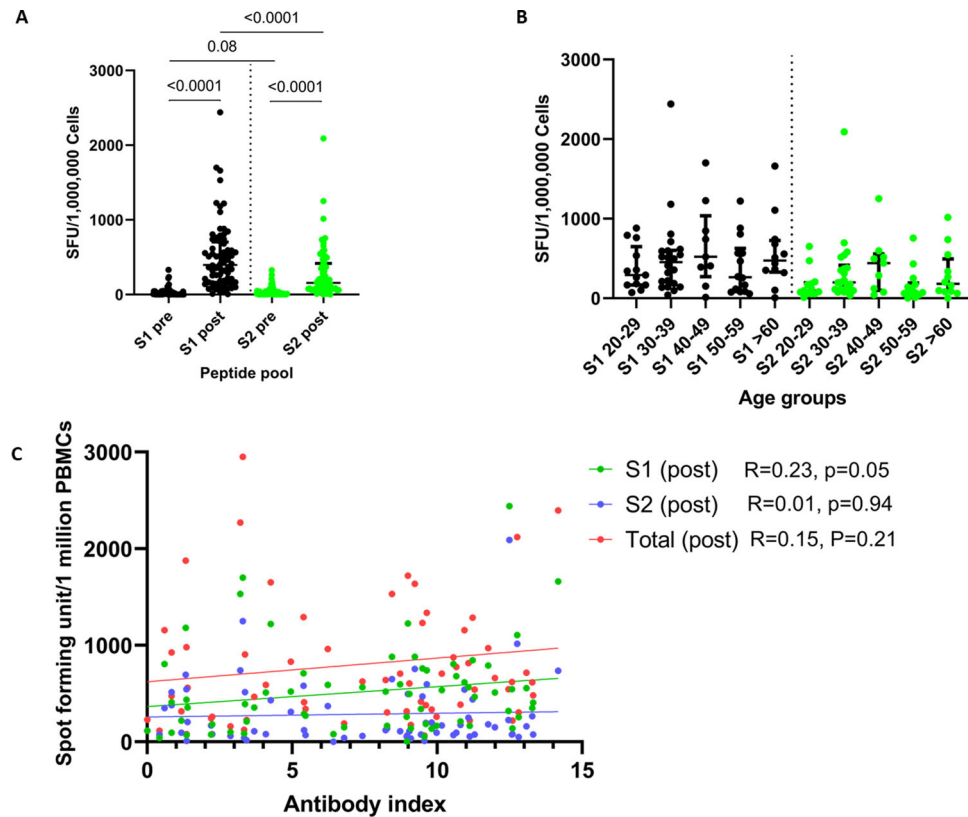 A
<0.0001
0.08
<0.0001
<0.0001
SFU/1,000,000 Cells
3000
2000
1000
0
S1 pre
S1 post
S2 pre
S2 post
Peptide pool
B
SFU/1,000,000 Cells
3000
2000
1000
0
S1 20-29
S1 30-39
S1 40-49
S1 50-59
S1 >60
S2 20-29
S2 30-39
S2 40-49
S2 50-59
S2 >60
Age groups
C
Spot forming unit/1 million PBMCs
3000
2000
1000
0
0
5
10
15
Antibody index
S1 (post) R=0.23, p=0.05
S2 (post) R=0.01, p=0.94
Total (post) R=0.15, P=0.21